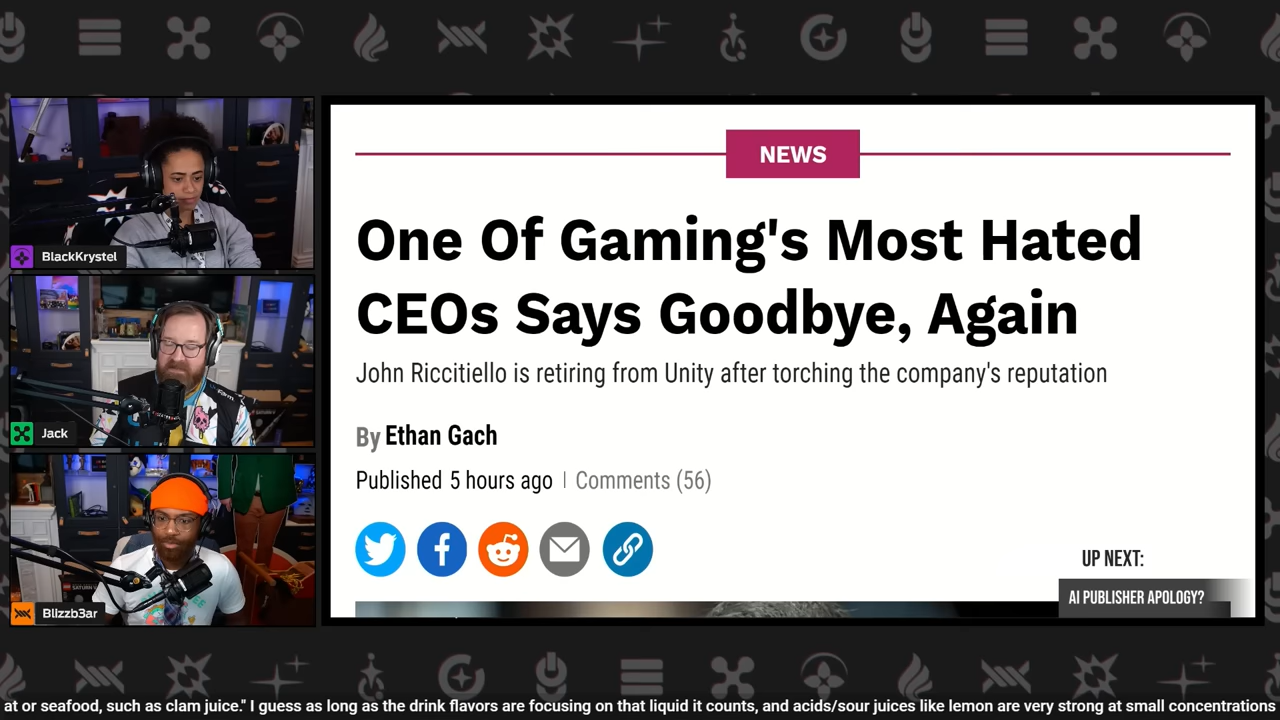 BlackKrystel
Jack
Blizzb3ar
NEWS
One Of Gaming's Most Hated
CEOs Says Goodbye, Again
John Riccitiello is retiring from Unity after torching the company's reputation
By Ethan Gach
Published 5 hours ago | Comments (56)
UP NEXT:
AI PUBLISHER APOLOGY?
at or seafood, such as clam juice." I guess as long as the drink flavors are focusing on that liquid it counts, and acids/sour juices like lemon are very strong at small concentrations